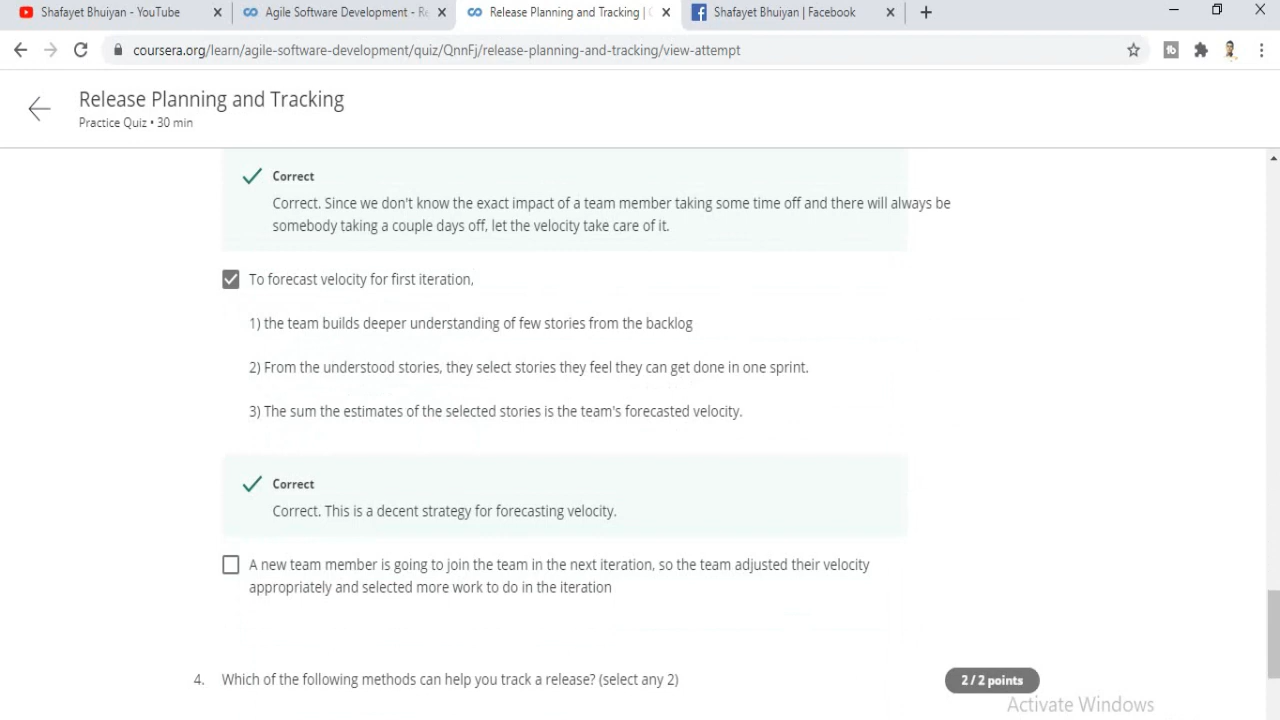 Shafayet Bhuiyan - YouTube
Agile Software Development - Re
Release Planning and Tracking |
Shafayet Bhuiyan | Facebook
coursera.org/learn/agile-software-development/quiz/QnnFj/release-planning-and-tracking/view-attempt
Release Planning and Tracking
Practice Quiz • 30 min
Correct
Correct. Since we don't know the exact impact of a team member taking some time off and there will always be
somebody taking a couple days off, let the velocity take care of it.
To forecast velocity for first iteration,
1) the team builds deeper understanding of few stories from the backlog
2) From the understood stories, they select stories they feel they can get done in one sprint.
3) The sum the estimates of the selected stories is the team's forecasted velocity.
Correct
Correct. This is a decent strategy for forecasting velocity.
A new team member is going to join the team in the next iteration, so the team adjusted their velocity
appropriately and selected more work to do in the iteration
4. Which of the following methods can help you track a release? (select any 2)
2 / 2 points
Activate Windows